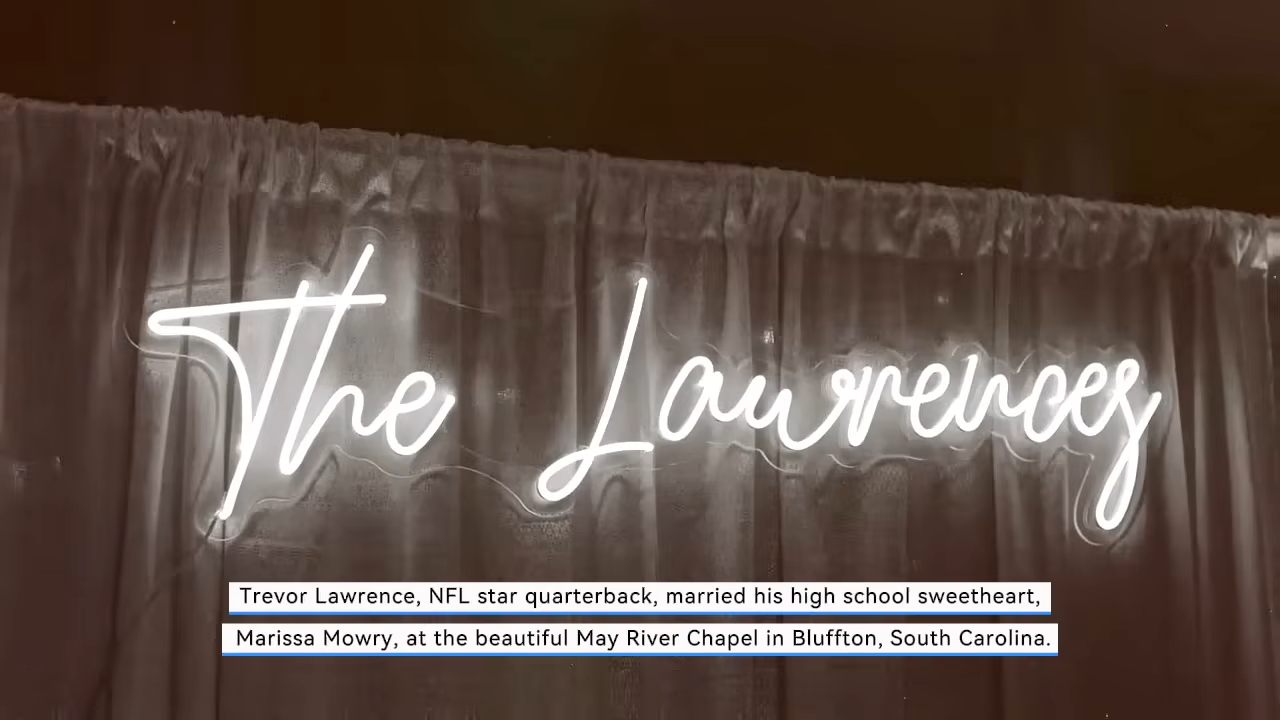 The Lawrences
Trevor Lawrence, NFL star quarterback, married his high school sweetheart,
Marissa Mowry, at the beautiful May River Chapel in Bluffton, South Carolina.